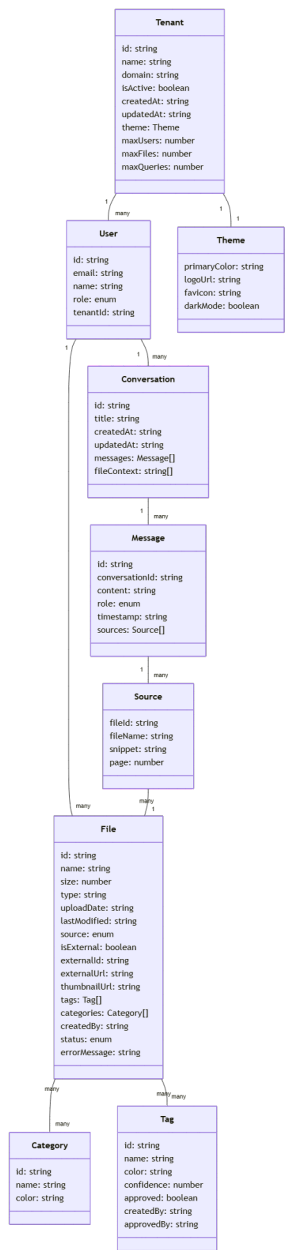 Tenant
id: string
name: string
domain: string
isActive: boolean
createdAt: string
updatedAt: string
theme: Theme
maxUsers: number
maxFiles: number
maxQueries: number
1
1
many
1
User
id: string
email: string
name: string
role: enum
tenantId: string
Theme
primaryColor: string
logoUrl: string
favicon: string
darkMode: boolean
1
1
many
Conversation
id: string
title: string
createdAt: string
updatedAt: string
messages: Message[]
fileContext: string[]
1
many
Message
id: string
conversationId: string
content: string
role: enum
timestamp: string
sources: Source[]
1
many
Source
fileId: string
fileName: string
snippet: string
page: number
many
many
1
File
id: string
name: string
size: number
type: string
uploadDate: string
lastModified: string
source: enum
isExternal: boolean
externalId: string
externalUrl: string
thumbnailUrl: string
tags: Tag[]
categories: Category[]
createdBy: string
status: enum
errorMessage: string
many
many
many
many
Category
id: string
name: string
color: string
Tag
id: string
name: string
color: string
confidence: number
approved: boolean
createdBy: string
approvedBy: string